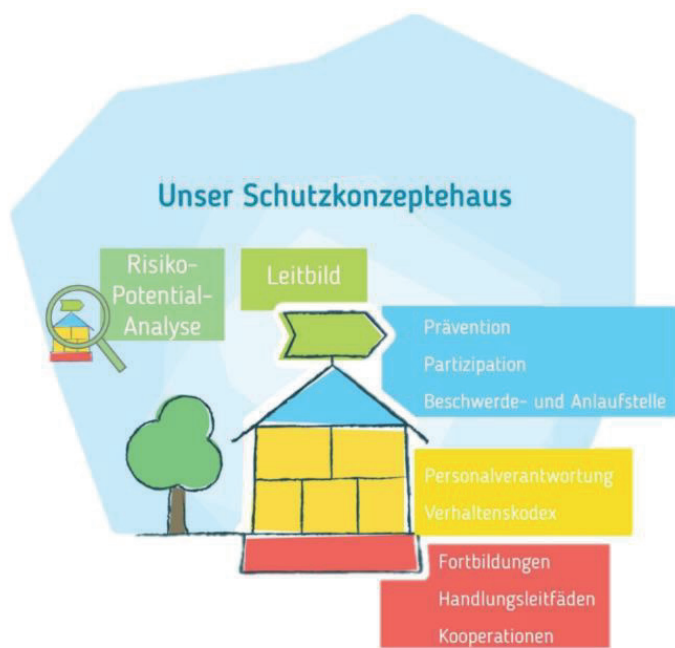 Unser Schutzkonzeptehaus
Risiko-
Potential-
Analyse
Leitbild
Prävention
Partizipation
Beschwerde- und Anlaufstelle
Personalverantwortung
Verhaltenskodex
Fortbildungen
Handlungsleitfäden
Kooperationen